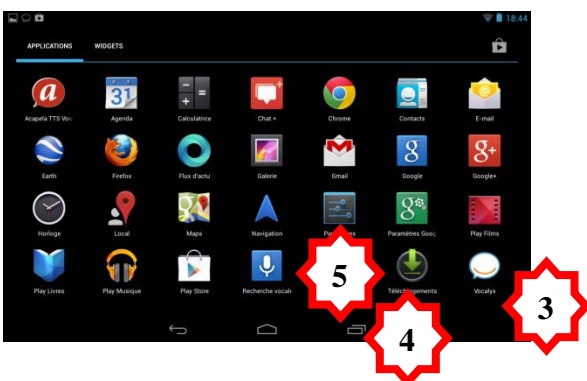 18:44
APPLICATIONS WIDGETS
Acapela TTS Voic Agenda Calculatrice Chat + Chrome Contacts E-mail
31
Earth Firefox Flux d'actu Galerie Gmail Google Google+
Horloge Local Maps Navigation Paramètres Goog Play Films
Play Livres Play Musique Play Store Recherche vocale Téléchargements Vocalyx
5 3
4